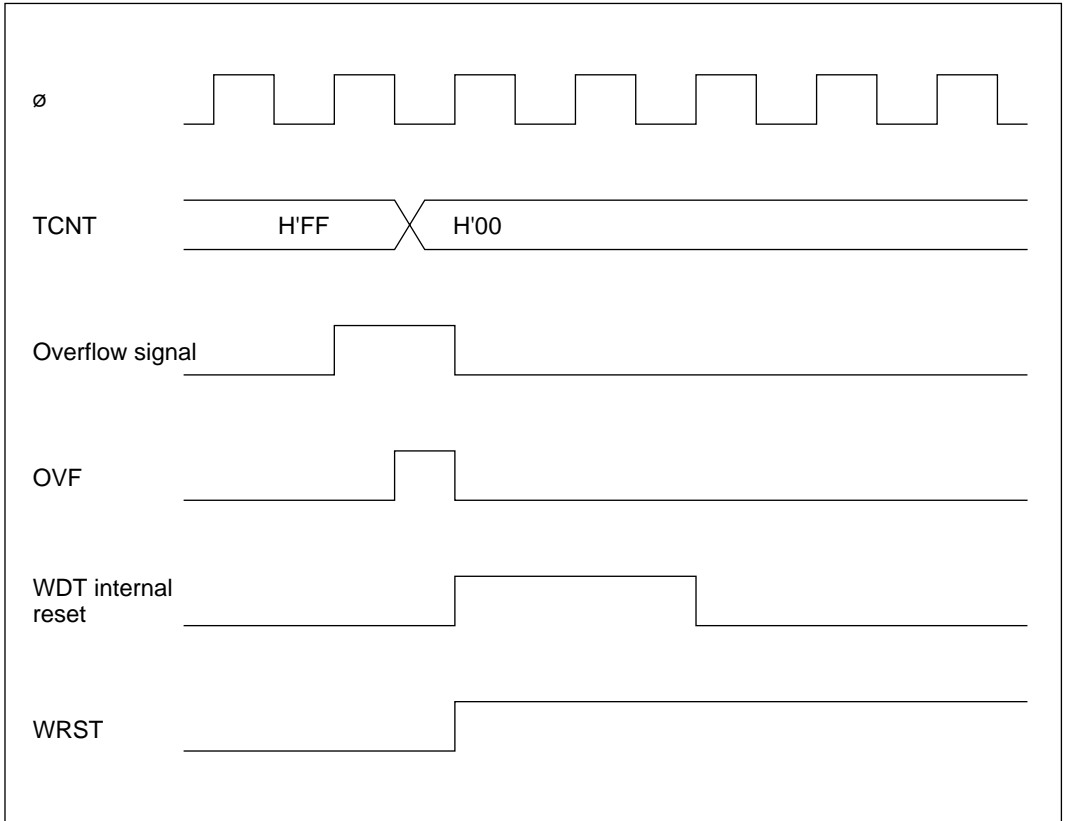 ø
TCNT H'FF H'00
Overflow signal
OVF
WDT internal
reset
WRST